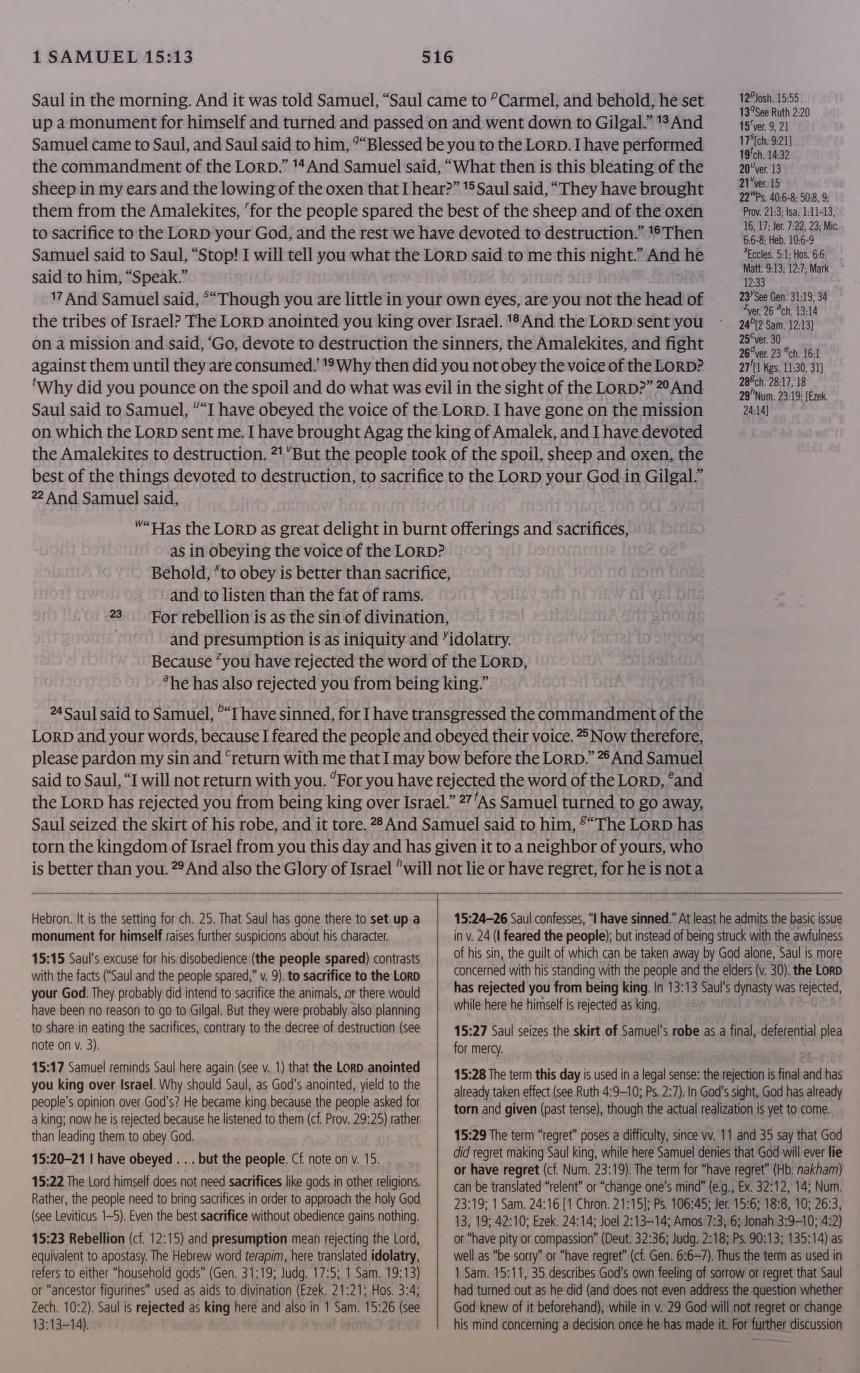 1 SAMUEL 15:13
516
Saul in the morning. And it was told Samuel, “Saul came to pCarmel, and behold, he set
up a monument for himself and turned and passed on and went down to Gilgal.” 13 And
Samuel came to Saul, and Saul said to him, q“Blessed be you to the LORD. I have performed
the commandment of the LORD.” 14 And Samuel said, “What then is this bleating of the
sheep in my ears and the lowing of the oxen that I hear?” 15 Saul said, “They have brought
them from the Amalekites, rfor the people spared the best of the sheep and of the oxen
to sacrifice to the LORD your God, and the rest we have devoted to destruction.” 16 Then
Samuel said to Saul, “Stop! I will tell you what the LORD said to me this night.” And he
said to him, “Speak.”
17 And Samuel said, s“Though you are little in your own eyes, are you not the head of
the tribes of Israel? The LORD anointed you king over Israel. 18 And the LORD sent you
on a mission and said, ‘Go, devote to destruction the sinners, the Amalekites, and fight
against them until they are consumed.’ 19 Why then did you not obey the voice of the LORD?
tWhy did you pounce on the spoil and do what was evil in the sight of the LORD?” 20 And
Saul said to Samuel, u“I have obeyed the voice of the LORD. I have gone on the mission
on which the LORD sent me. I have brought Agag the king of Amalek, and I have devoted
the Amalekites to destruction. 21 vBut the people took of the spoil, sheep and oxen, the
best of the things devoted to destruction, to sacrifice to the LORD your God in Gilgal.”
22 And Samuel said,
w“Has the LORD as great delight in burnt offerings and sacrifices,
as in obeying the voice of the LORD?
Behold, xto obey is better than sacrifice,
and to listen than the fat of rams.
23 For rebellion is as the sin of divination,
and presumption is as iniquity and yidolatry.
Because zyou have rejected the word of the LORD,
ahe has also rejected you from being king.”
24 Saul said to Samuel, b“I have sinned, for I have transgressed the commandment of the
LORD and your words, because I feared the people and obeyed their voice. 25 Now therefore,
please pardon my sin and creturn with me that I may bow before the LORD.” 26 And Samuel
said to Saul, “I will not return with you. dFor you have rejected the word of the LORD, eand
the LORD has rejected you from being king over Israel.” 27 fAs Samuel turned to go away,
Saul seized the skirt of his robe, and it tore. 28 And Samuel said to him, g“The LORD has
torn the kingdom of Israel from you this day and has given it to a neighbor of yours, who
is better than you. 29 And also the Glory of Israel hwill not lie or have regret, for he is not a
12 pJosh. 15:55
13 qSee Ruth 2:20
15 rver. 9, 21
17 s[ch. 9:21]
19 tch. 14:32
20 uver. 13
21 vver. 15
22 wPs. 40:6-8; 50:8, 9;
Prov. 21:3; Isa. 1:11-13,
16, 17; Jer. 7:22, 23; Mic.
6:6-8; Heb. 10:6-9
xEccles. 5:1; Hos. 6:6;
Matt. 9:13; 12:7; Mark
12:33
23 ySee Gen. 31:19, 34
zver. 26 ach. 13:14
24 b[2 Sam. 12:13]
25 cver. 30
26 dver. 23 ech. 16:1
27 f[1 Kgs. 11:30, 31]
28 gch. 28:17, 18
29 hNum. 23:19; [Ezek.
24:14]
Hebron. It is the setting for ch. 25. That Saul has gone there to set up a
monument for himself raises further suspicions about his character.
15:15 Saul’s excuse for his disobedience (the people spared) contrasts
with the facts (“Saul and the people spared,” v. 9). to sacrifice to the LORD
your God. They probably did intend to sacrifice the animals, or there would
have been no reason to go to Gilgal. But they were probably also planning
to share in eating the sacrifices, contrary to the decree of destruction (see
note on v. 3).
15:17 Samuel reminds Saul here again (see v. 1) that the LORD anointed
you king over Israel. Why should Saul, as God’s anointed, yield to the
people’s opinion over God’s? He became king because the people asked for
a king; now he is rejected because he listened to them (cf. Prov. 29:25) rather
than leading them to obey God.
15:20–21 I have obeyed . . . but the people. Cf. note on v. 15.
15:22 The Lord himself does not need sacrifices like gods in other religions.
Rather, the people need to bring sacrifices in order to approach the holy God
(see Leviticus 1–5). Even the best sacrifice without obedience gains nothing.
15:23 Rebellion (cf. 12:15) and presumption mean rejecting the Lord,
equivalent to apostasy. The Hebrew word terapim, here translated idolatry,
refers to either “household gods” (Gen. 31:19; Judg. 17:5; 1 Sam. 19:13)
or “ancestor figurines” used as aids to divination (Ezek. 21:21; Hos. 3:4;
Zech. 10:2). Saul is rejected as king here and also in 1 Sam. 15:26 (see
13:13–14).
15:24–26 Saul confesses, “I have sinned.” At least he admits the basic issue
in v. 24 (I feared the people); but instead of being struck with the awfulness
of his sin, the guilt of which can be taken away by God alone, Saul is more
concerned with his standing with the people and the elders (v. 30). the LORD
has rejected you from being king. In 13:13 Saul’s dynasty was rejected,
while here he himself is rejected as king.
15:27 Saul seizes the skirt of Samuel’s robe as a final, deferential plea
for mercy.
15:28 The term this day is used in a legal sense: the rejection is final and has
already taken effect (see Ruth 4:9–10; Ps. 2:7). In God’s sight, God has already
torn and given (past tense), though the actual realization is yet to come.
15:29 The term “regret” poses a difficulty, since vv. 11 and 35 say that God
did regret making Saul king, while here Samuel denies that God will ever lie
or have regret (cf. Num. 23:19). The term for “have regret” (Hb. nakham)
can be translated “relent” or “change one’s mind” (e.g., Ex. 32:12, 14; Num.
23:19; 1 Sam. 24:16 [1 Chron. 21:15]; Ps. 106:45; Jer. 15:6; 18:8, 10; 26:3,
13, 19; 42:10; Ezek. 24:14; Joel 2:13–14; Amos 7:3, 6; Jonah 3:9–10; 4:2)
or “have pity or compassion” (Deut. 32:36; Judg. 2:18; Ps. 90:13; 135:14) as
well as “be sorry” or “have regret” (cf. Gen. 6:6–7). Thus the term as used in
1 Sam. 15:11, 35 describes God’s own feeling of sorrow or regret that Saul
had turned out as he did (and does not even address the question whether
God knew of it beforehand), while in v. 29 God will not regret or change
his mind concerning a decision once he has made it. For further discussion